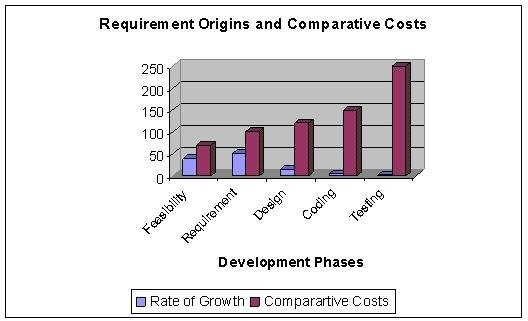 Requirement Origins and Comparative Costs
250
200
150
100
50
0
Feasibility
Requirement
Design
Coding
Testing
Development Phases
Rate of Growth
Comparartive Costs